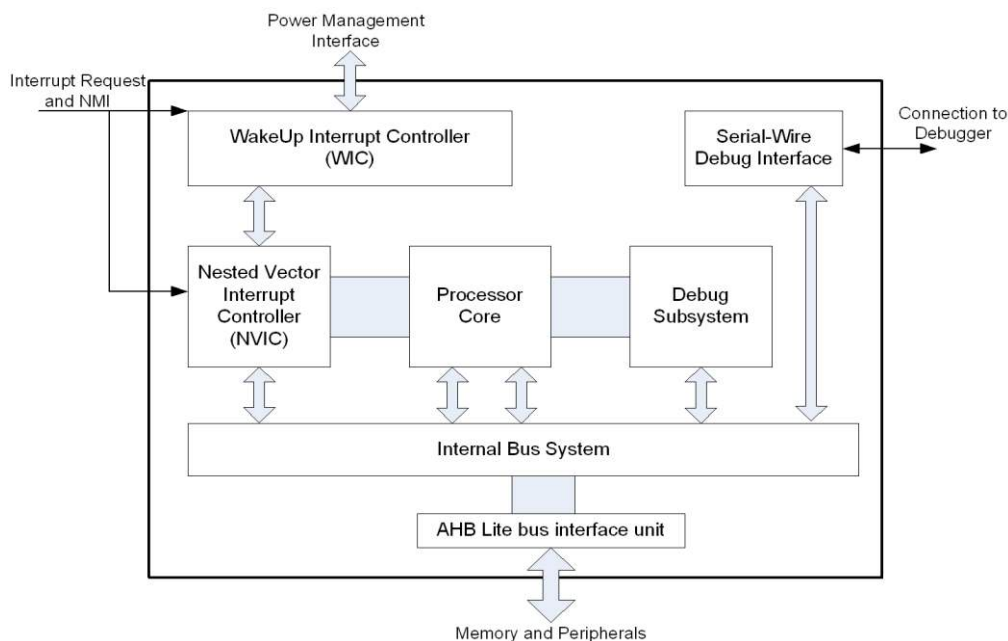 Power Management
Interface
Interrupt Request
and NMI
WakeUp Interrupt Controller
(WIC)
Serial-Wire
Debug Interface
Connection to
Debugger
Nested Vector
Interrupt
Controller
(NVIC)
Processor
Core
Debug
Subsystem
Internal Bus System
AHB Lite bus interface unit
Memory and Peripherals